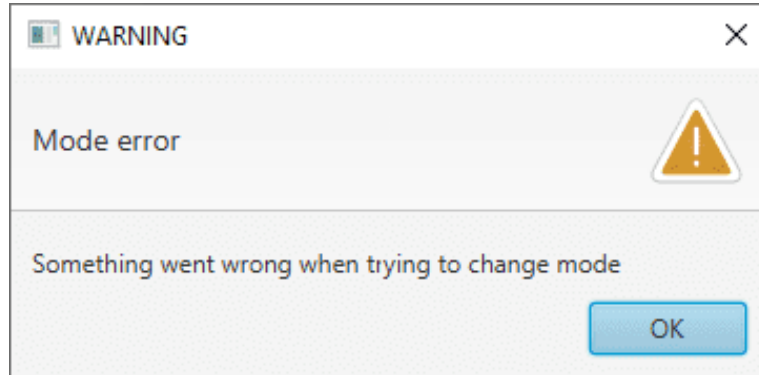 WARNING
Mode error
Something went wrong when trying to change mode
OK